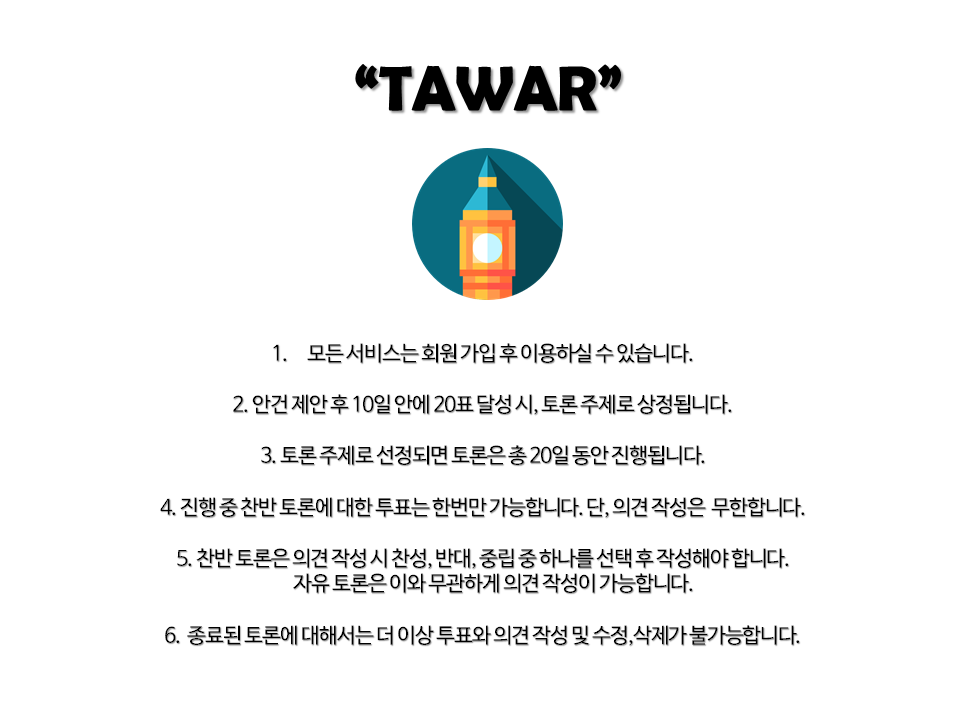 “TAWAR”
1. 모든 서비스는 회원 가입 후 이용하실 수 있습니다.
2. 안건 제안 후 10일 안에 20표 달성 시, 토론 주제로 상정됩니다.
3. 토론 주제로 선정되면 토론은 총 20일 동안 진행됩니다.
4. 진행 중 찬반 토론에 대한 투표는 한번만 가능합니다. 단, 의견 작성은 무한합니다.
5. 찬반 토론은 의견 작성 시 찬성, 반대, 중립 중 하나를 선택 후 작성해야 합니다.
자유 토론은 이와 무관하게 의견 작성이 가능합니다.
6. 종료된 토론에 대해서는 더 이상 투표와 의견 작성 및 수정,삭제가 불가능합니다.